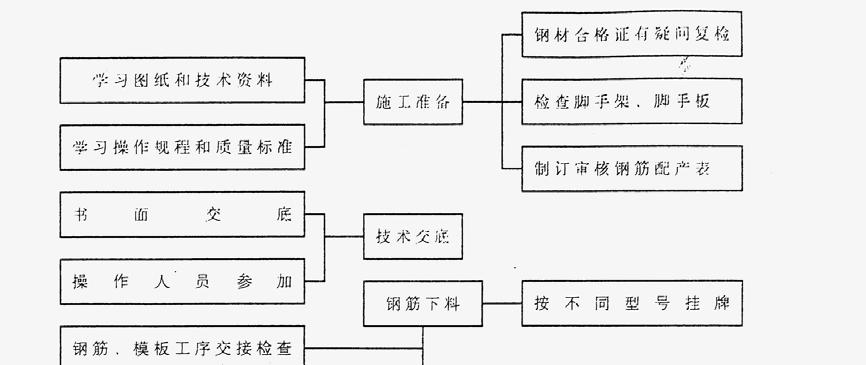 钢材合格证有疑问复检
学习图纸和技术资料
施工准备
检查脚手架、脚手板
学习操作规程和质量标准
制订审核钢筋配产表
书面交底
技术交底
操作人员参加
钢筋下料
按不同型号挂牌
钢筋、模板工序交接检查